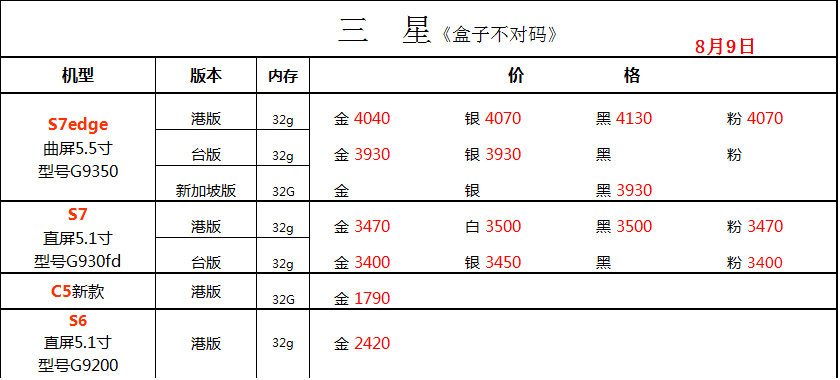 三 星《盒子不对码》
8月9日
机型 版本 内存 价 格
S7edge
曲屏5.5寸
型号G9350
港版 32g 金 4040 银 4070 黑 4130 粉 4070
台版 32g 金 3930 银 3930 黑 粉
新加坡版 32G 金 银 黑 3930
S7
直屏5.1寸
型号G930fd
港版 32g 金 3470 白 3500 黑 3500 粉 3470
台版 32g 金 3400 银 3450 黑 粉 3400
C5新款 港版 32G 金 1790
S6
直屏5.1寸
型号G9200
港版 32g 金 2420